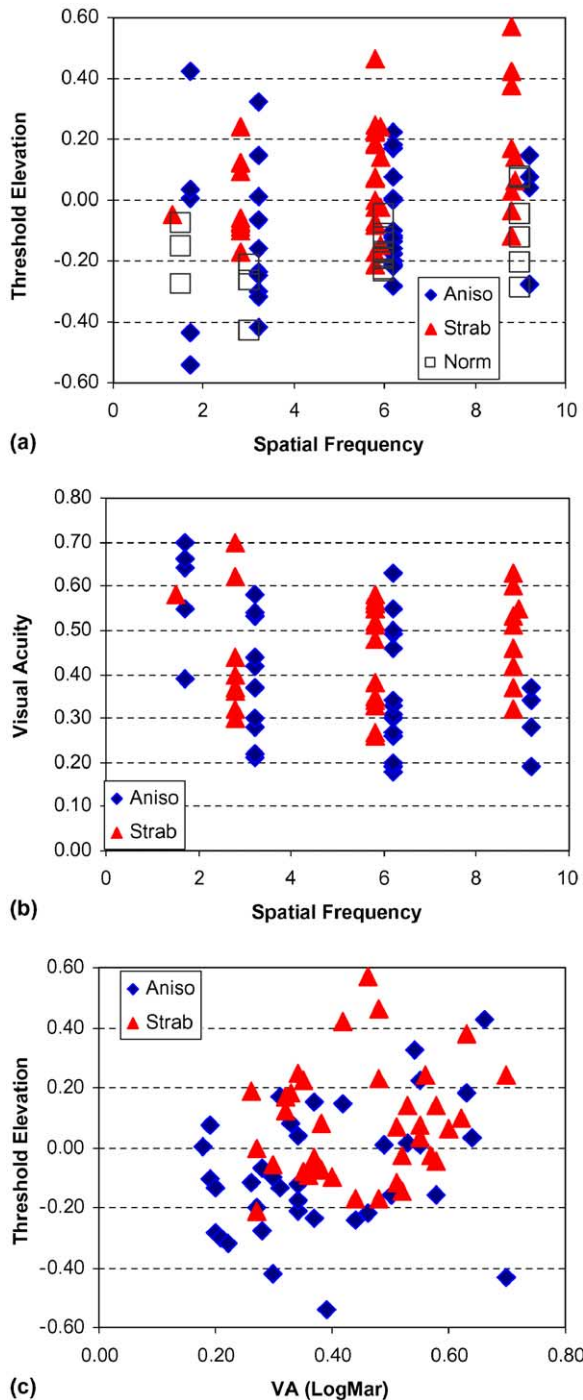 0.60
0.40
0.20
0.00
-0.20
-0.40
-0.60
Threshold Elevation
Aniso
Strab
Norm
0 2 4 6 8 10
Spatial Frequency
(a)
0.80
0.70
0.60
0.50
0.40
0.30
0.20
0.10
0.00
Visual Acuity
Aniso
Strab
0 2 4 6 8 10
Spatial Frequency
(b)
0.60
0.40
0.20
0.00
-0.20
-0.40
-0.60
Threshold Elevation
Aniso
Strab
0.00 0.20 0.40 0.60 0.80
VA (LogMar)
(c)